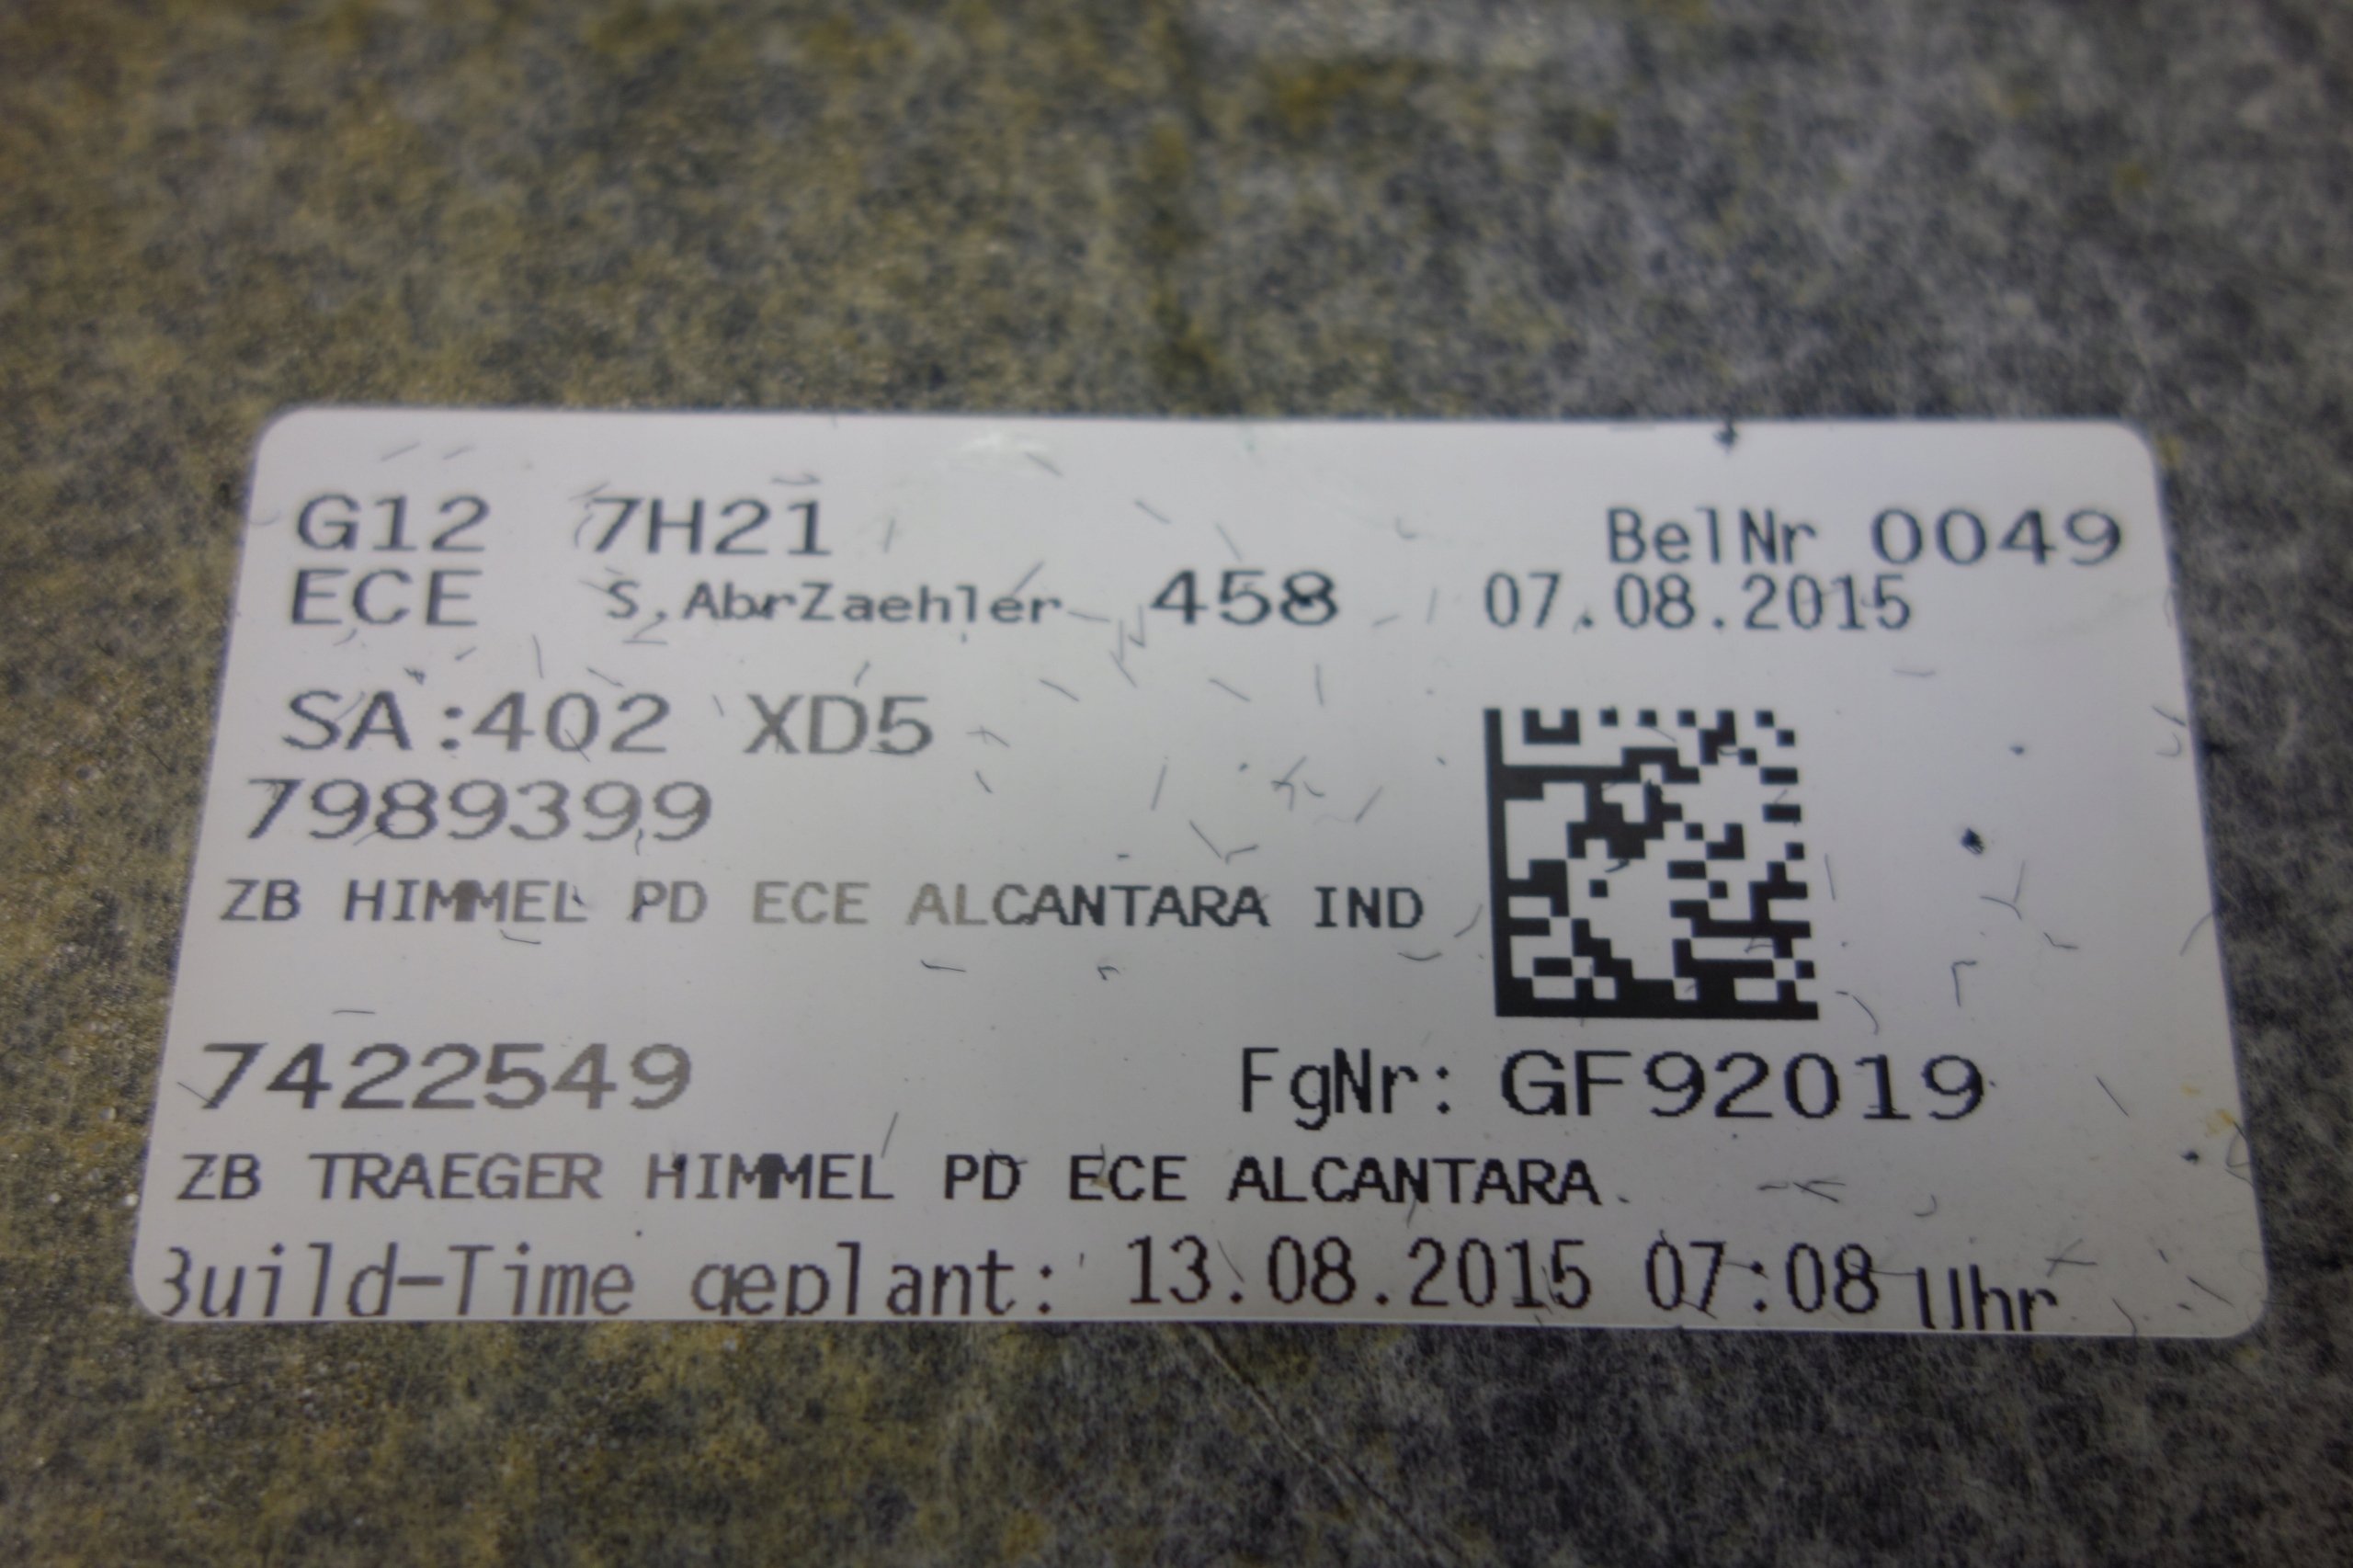 G12 7H21 BelNr 0049
ECE S.AbrZaehler 458 07.08.2015
SA:402 XD5
7989399
ZB HIMMEL PD ECE ALCANTARA IND
7422549 FgNr: GF92019
ZB TRAEGER HIMMEL PD ECE ALCANTARA
Build-Time geplant: 13.08.2015 07:08 Uhr